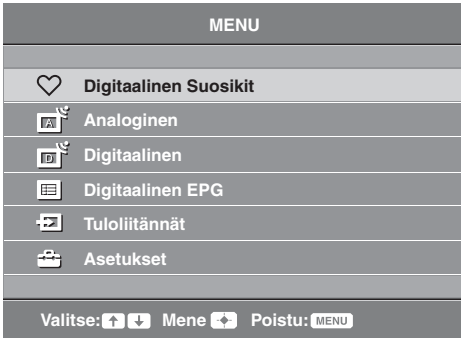 MENU
Digitaalinen Suosikit
A Analoginen
D Digitaalinen
Digitaalinen EPG
Tuloliitännät
Asetukset
Valitse: Mene Poistu: MENU